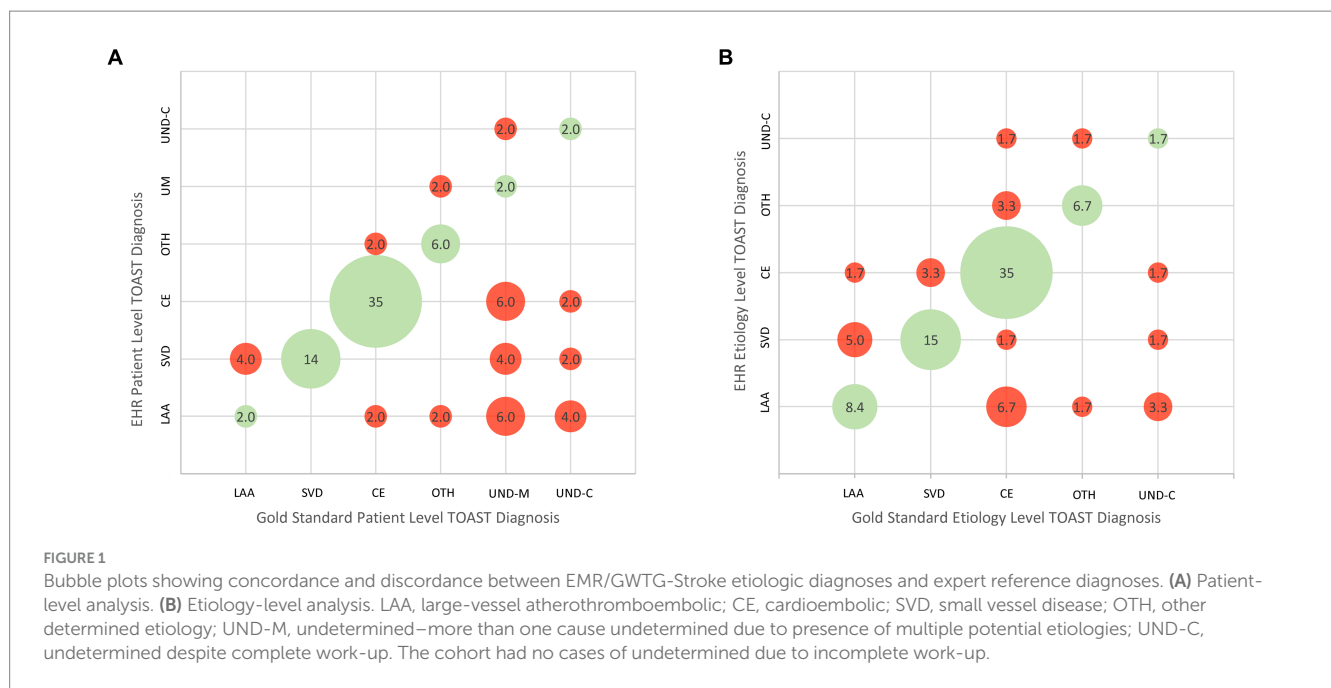 A
EHR Patient Level TOAST Diagnosis
UND-C
UM
OTH
CE
SVD
LAA
2.0 2.0
2.0 2.0
2.0 6.0
35 6.0 2.0
4.0 14 4.0 2.0
2.0 2.0 2.0 6.0 4.0
LAA SVD CE OTH UND-M UND-C
Gold Standard Patient Level TOAST Diagnosis
B
EHR Etiology Level TOAST Diagnosis
UND-C
OTH
CE
SVD
LAA
1.7 1.7 1.7
3.3 6.7
1.7 3.3 35 1.7
5.0 15 1.7 1.7
8.4 6.7 1.7 3.3
LAA SVD CE OTH UND-C
Gold Standard Etiology Level TOAST Diagnosis
FIGURE 1
Bubble plots showing concordance and discordance between EMR/GWTG-Stroke etiologic diagnoses and expert reference diagnoses. (A) Patient-
level analysis. (B) Etiology-level analysis. LAA, large-vessel atherothromboembolic; CE, cardioembolic; SVD, small vessel disease; OTH, other
determined etiology; UND-M, undetermined–more than one cause undetermined due to presence of multiple potential etiologies; UND-C,
undetermined despite complete work-up. The cohort had no cases of undetermined due to incomplete work-up.